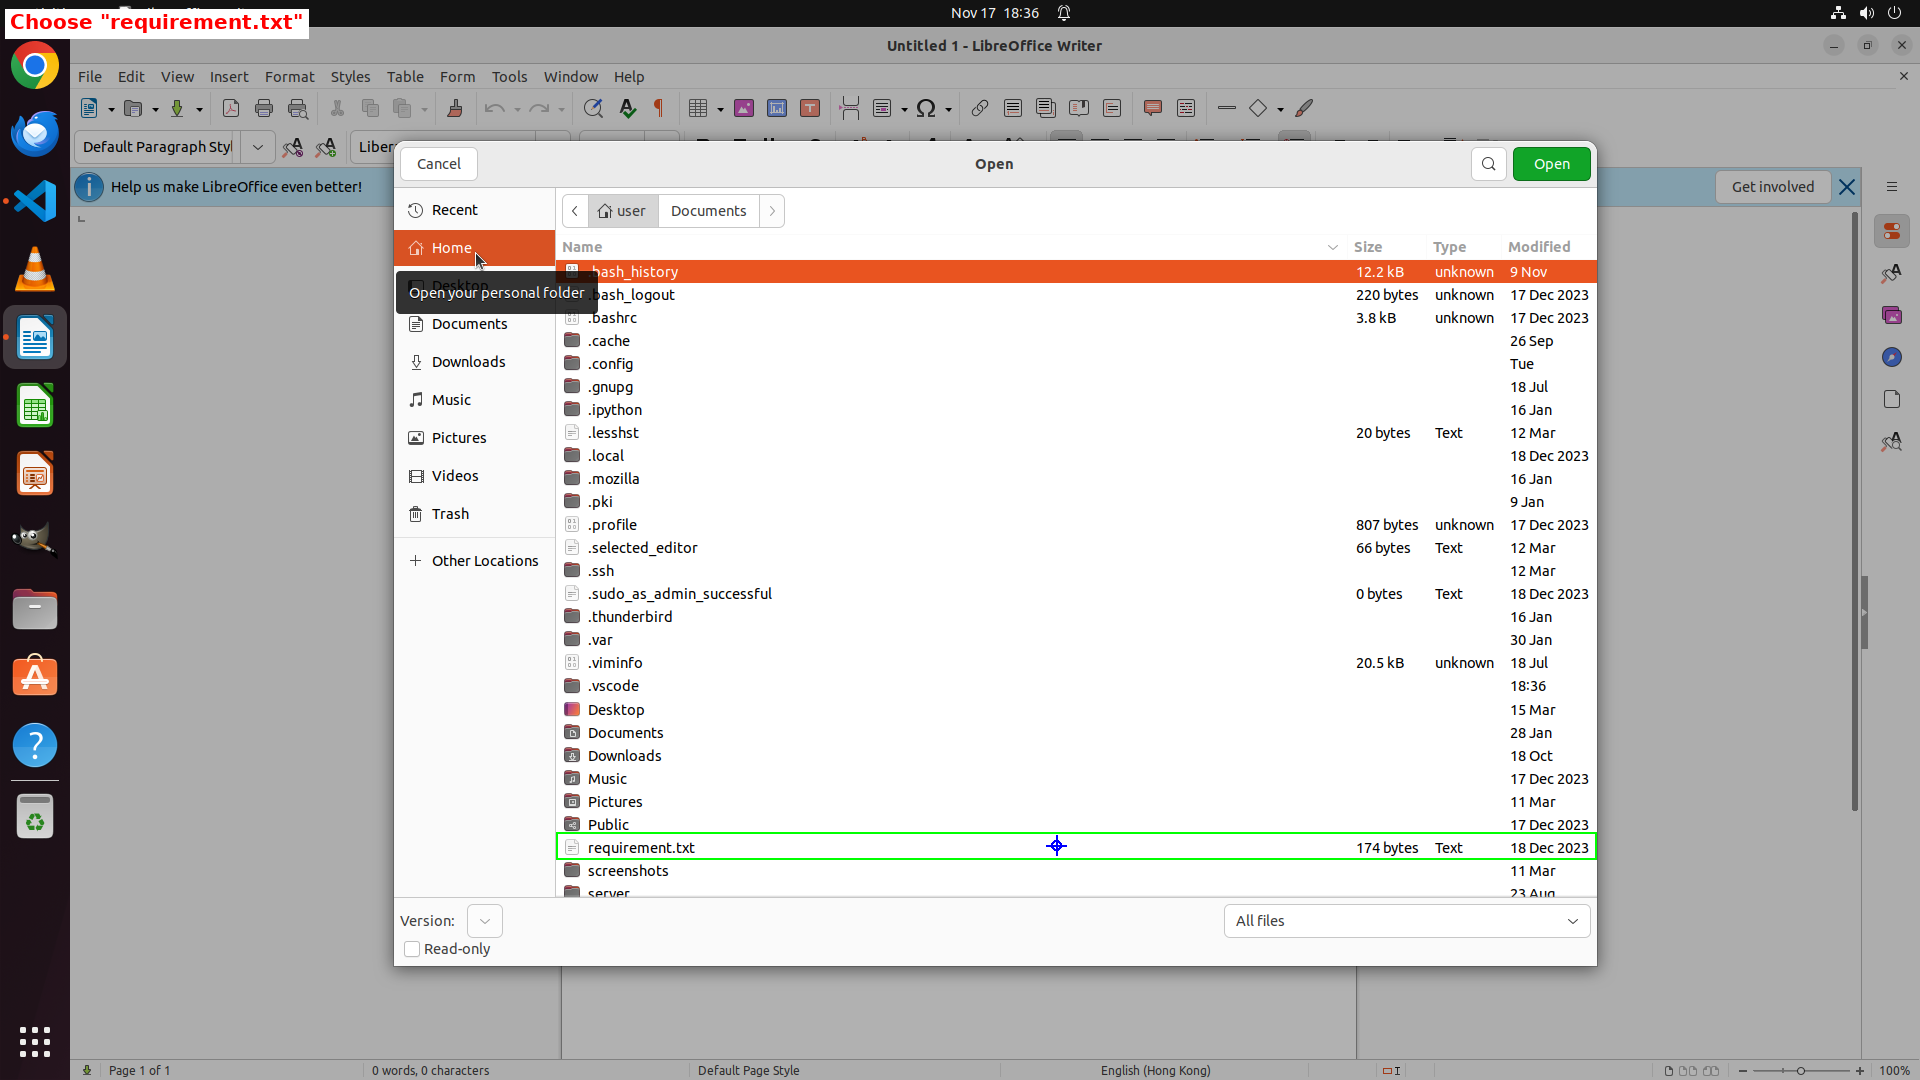 Choose "requirement.txt"
Nov 17 18:36
Untitled 1 - LibreOffice Writer
File Edit View Insert Format Styles Table Form Tools Window Help
Default Paragraph Styl
Liber
Help us make LibreOffice even better!
Get involved
Cancel
Open
Open
Recent
Home
Desktop
Open your personal folder
Documents
Downloads
Music
Pictures
Videos
Trash
Other Locations
user
Documents
Name Size Type Modified
.bash_history 12.2 kB unknown 9 Nov
.bash_logout 220 bytes unknown 17 Dec 2023
.bashrc 3.8 kB unknown 17 Dec 2023
.cache 26 Sep
.config Tue
.gnupg 18 Jul
.ipython 16 Jan
.lesshst 20 bytes Text 12 Mar
.local 18 Dec 2023
.mozilla 16 Jan
.pki 9 Jan
.profile 807 bytes unknown 17 Dec 2023
.selected_editor 66 bytes Text 12 Mar
.ssh 12 Mar
.sudo_as_admin_successful 0 bytes Text 18 Dec 2023
.thunderbird 16 Jan
.var 30 Jan
.viminfo 20.5 kB unknown 18 Jul
.vscode 18:36
Desktop 15 Mar
Documents 28 Jan
Downloads 18 Oct
Music 17 Dec 2023
Pictures 11 Mar
Public 17 Dec 2023
requirement.txt 174 bytes Text 18 Dec 2023
screenshots 11 Mar
server 23 Aug
Version:
All files
Read-only
Page 1 of 1
0 words, 0 characters
Default Page Style
English (Hong Kong)
100%